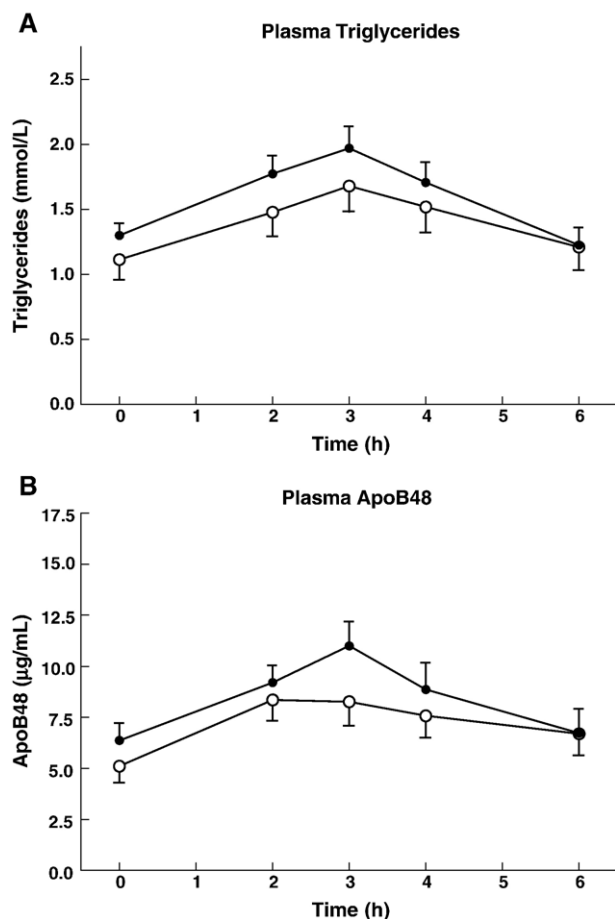 A
Plasma Triglycerides
Triglycerides (mmol/L)
2.5
2.0
1.5
1.0
0.5
0.0
0 1 2 3 4 5 6
Time (h)
B
Plasma ApoB48
ApoB48 (µg/mL)
17.5
15.0
12.5
10.0
7.5
5.0
2.5
0.0
0 1 2 3 4 5 6
Time (h)